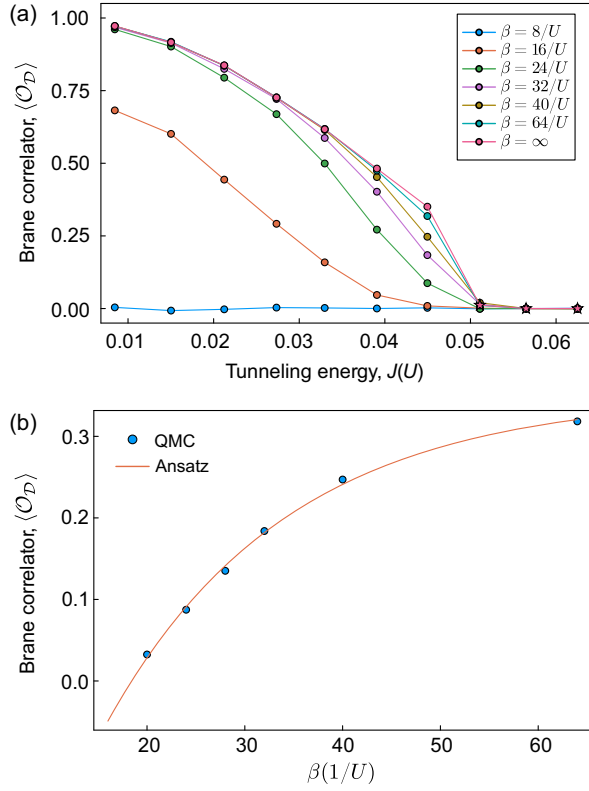 (a)
Brane correlator, ⟨𝒪_𝒟⟩
1.00
0.75
0.50
0.25
0.00
β = 8/U
β = 16/U
β = 24/U
β = 32/U
β = 40/U
β = 64/U
β = ∞
0.01 0.02 0.03 0.04 0.05 0.06
Tunneling energy, J(U)
(b)
Brane correlator, ⟨𝒪_𝒟⟩
0.3
0.2
0.1
0.0
QMC
Ansatz
20 40 60
β(1/U)